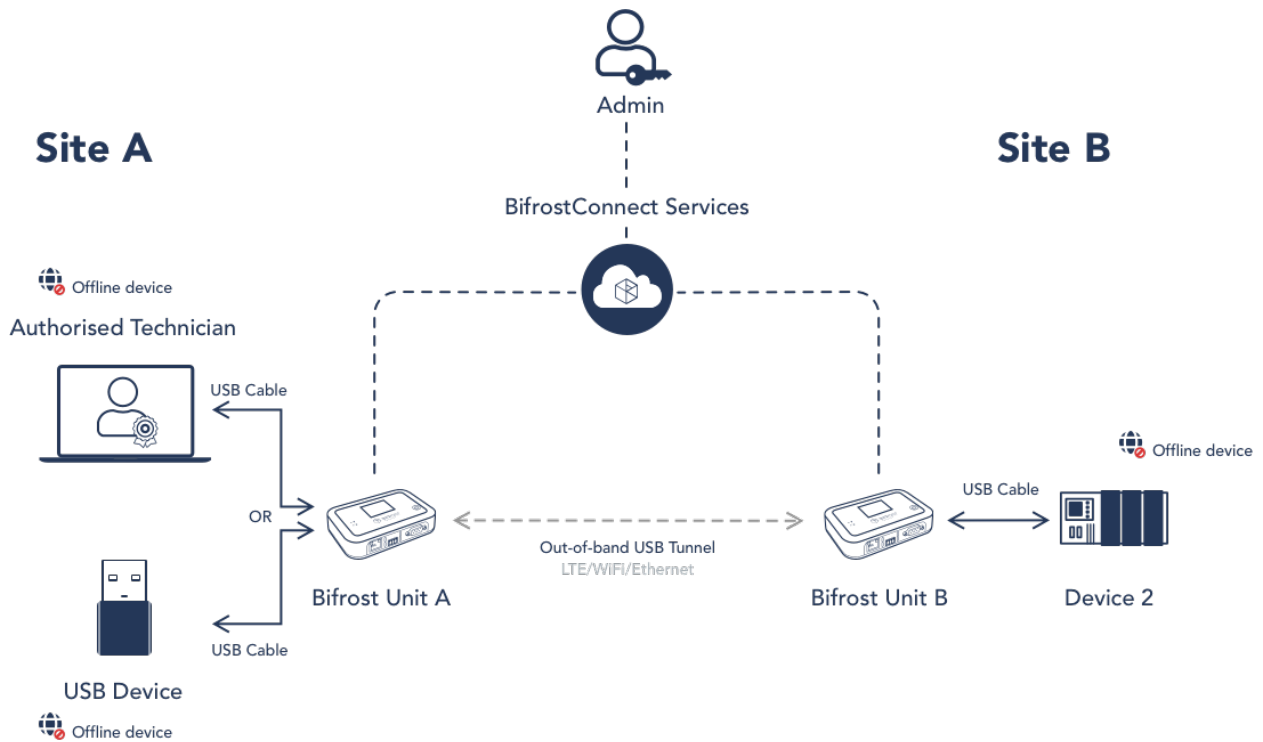 Admin
Site A
Site B
BifrostConnect Services
Offline device
Authorised Technician
USB Cable
Offline device
USB Cable
OR
Out-of-band USB Tunnel
LTE/WiFi/Ethernet
Bifrost Unit A
Bifrost Unit B
Device 2
USB Cable
USB Device
Offline device